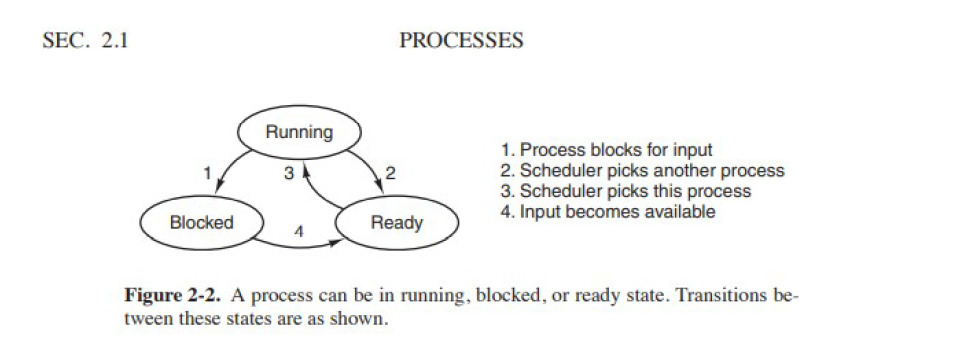 SEC. 2.1 PROCESSES
Running
1 3 2
Blocked 4 Ready
1. Process blocks for input
2. Scheduler picks another process
3. Scheduler picks this process
4. Input becomes available
Figure 2-2. A process can be in running, blocked, or ready state. Transitions be-
tween these states are as shown.